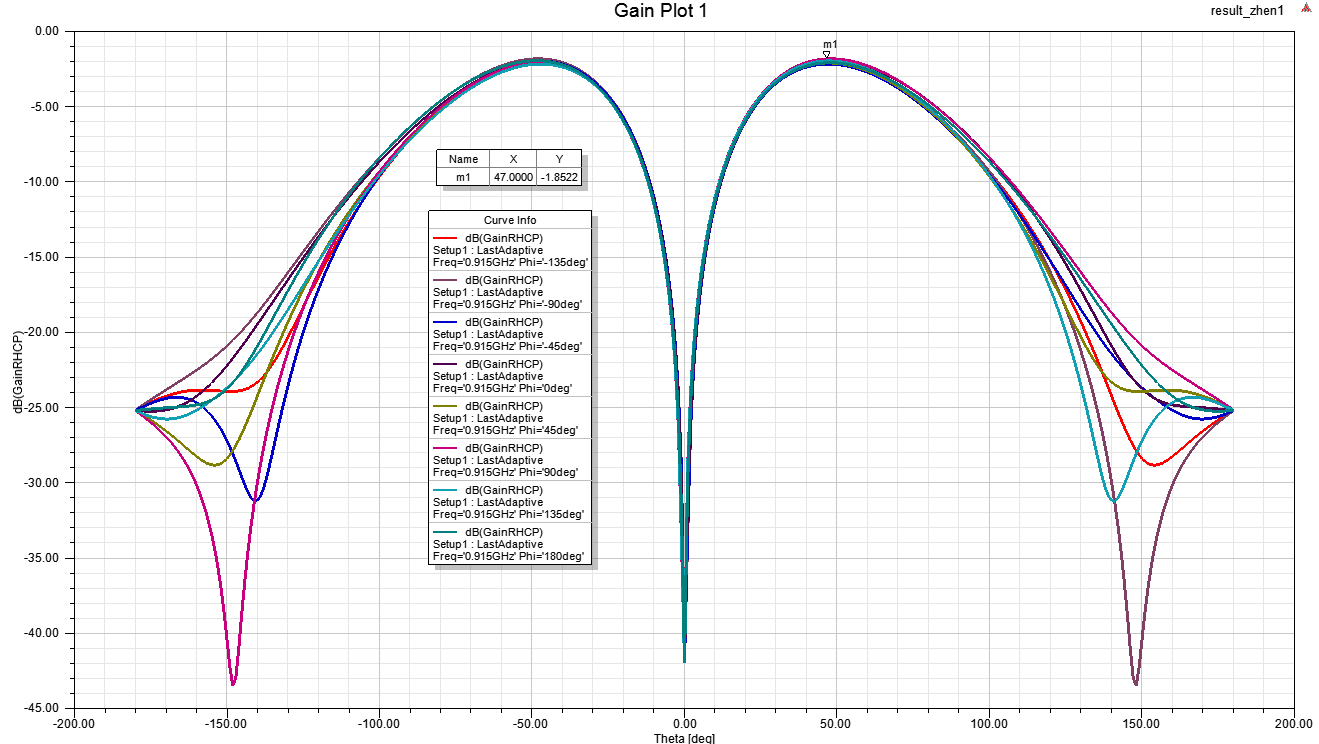 Gain Plot 1
result_zhen1
m1
0.00
-5.00
-10.00
-15.00
-20.00
-25.00
-30.00
-35.00
-40.00
-45.00
dB(GainRHCP)
Name X Y
m1 47.0000 -1.8522
Curve Info
dB(GainRHCP)
Setup1 : LastAdaptive
Freq='0.915GHz' Phi='-135deg'
dB(GainRHCP)
Setup1 : LastAdaptive
Freq='0.915GHz' Phi='-90deg'
dB(GainRHCP)
Setup1 : LastAdaptive
Freq='0.915GHz' Phi='-45deg'
dB(GainRHCP)
Setup1 : LastAdaptive
Freq='0.915GHz' Phi='0deg'
dB(GainRHCP)
Setup1 : LastAdaptive
Freq='0.915GHz' Phi='45deg'
dB(GainRHCP)
Setup1 : LastAdaptive
Freq='0.915GHz' Phi='90deg'
dB(GainRHCP)
Setup1 : LastAdaptive
Freq='0.915GHz' Phi='135deg'
dB(GainRHCP)
Setup1 : LastAdaptive
Freq='0.915GHz' Phi='180deg'
-200.00 -150.00 -100.00 -50.00 0.00 50.00 100.00 150.00 200.00
Theta [deg]